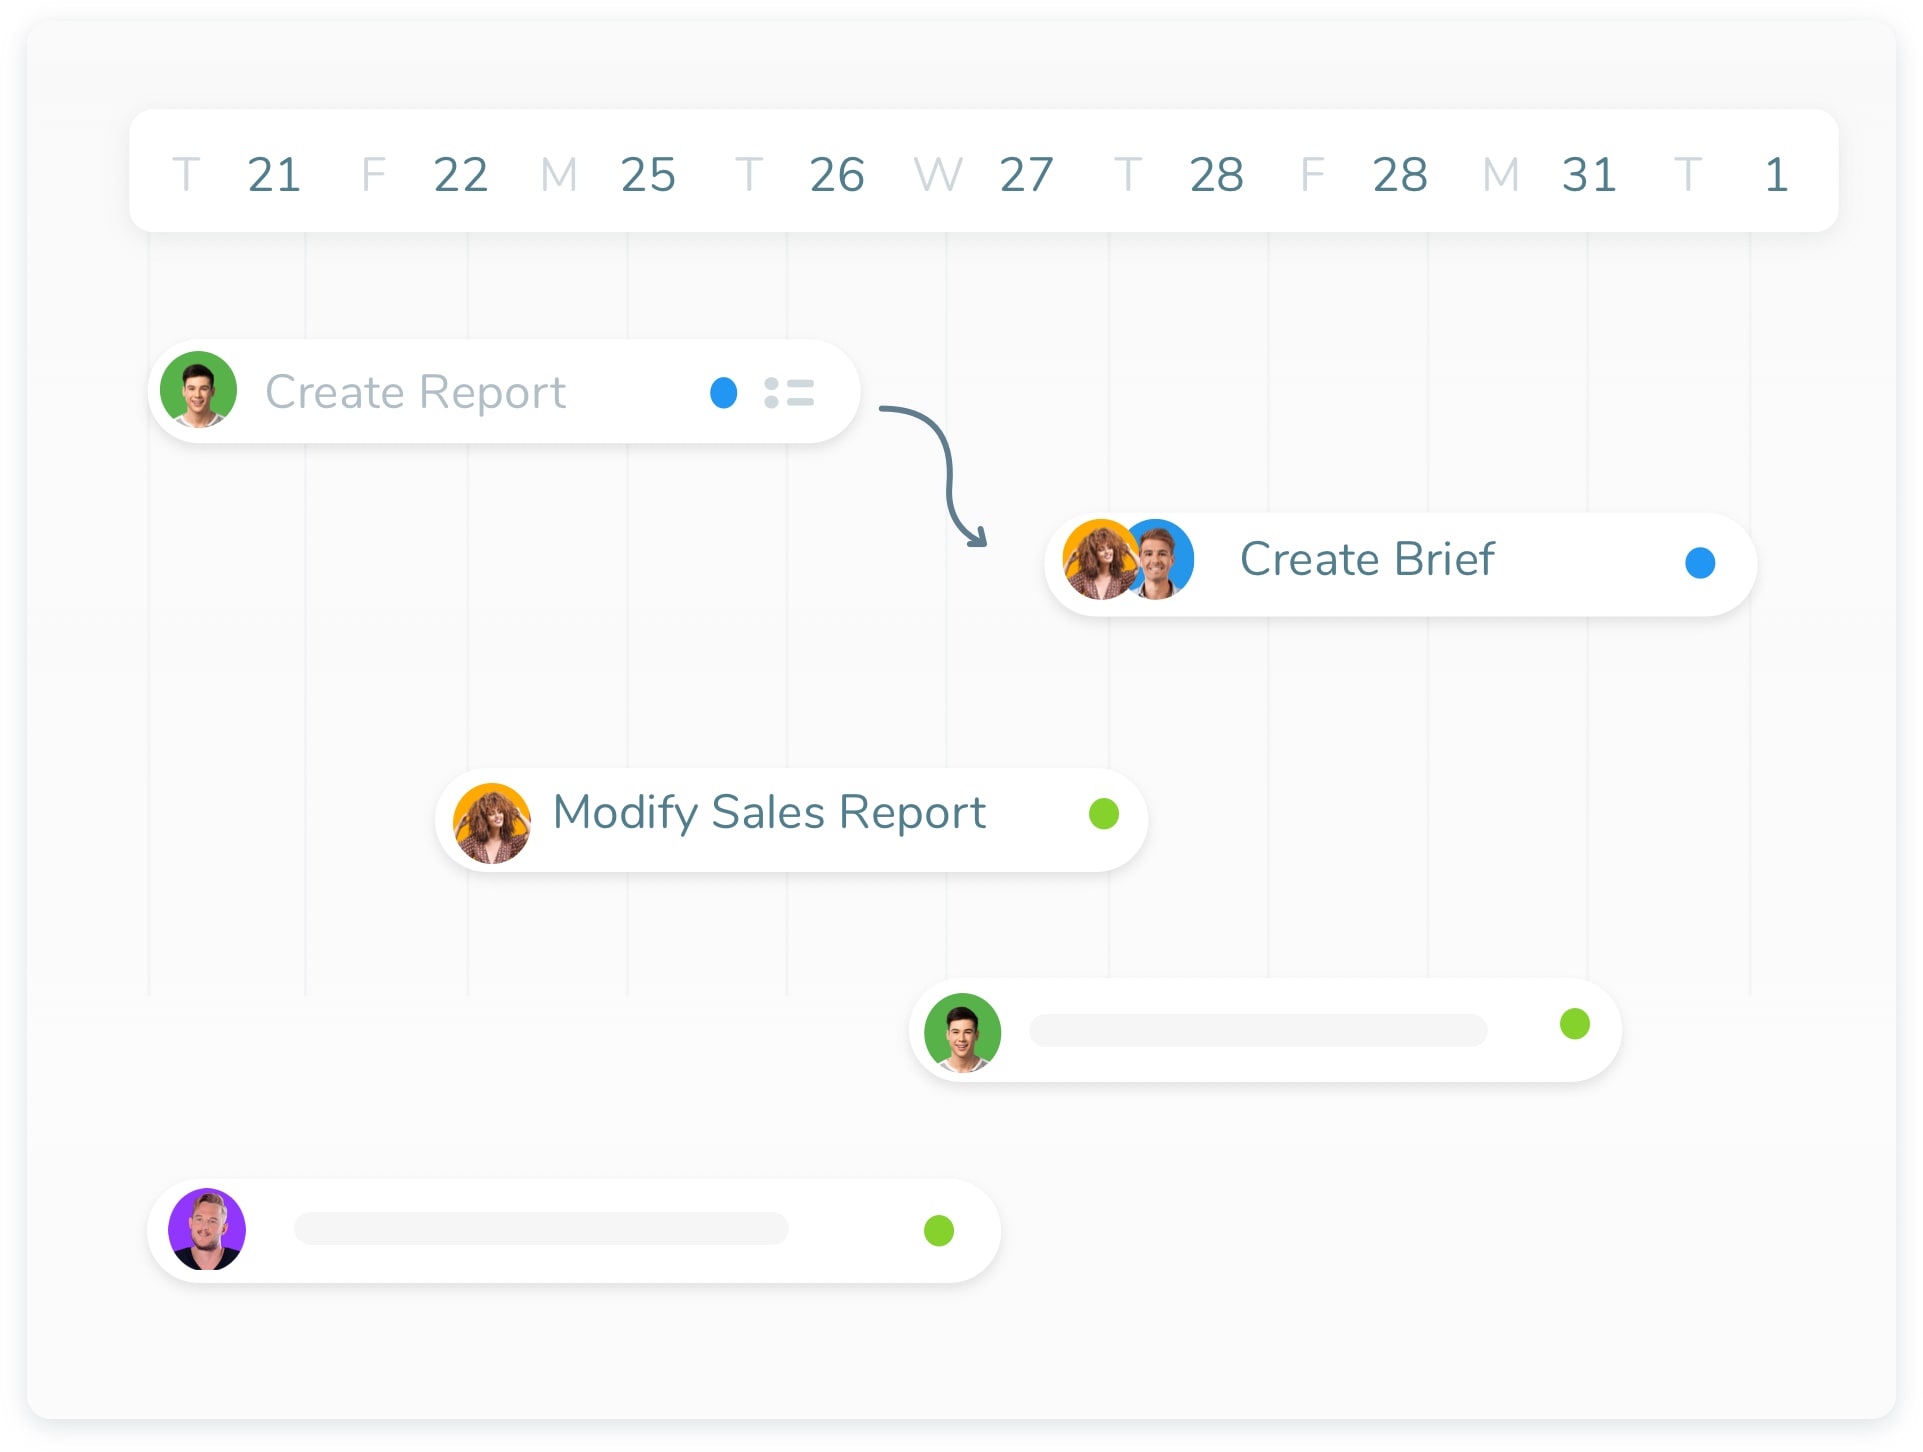 T 21 F 22 M 25 T 26 W 27 T 28 F 28 M 31 T 1
Create Report
Create Brief
Modify Sales Report